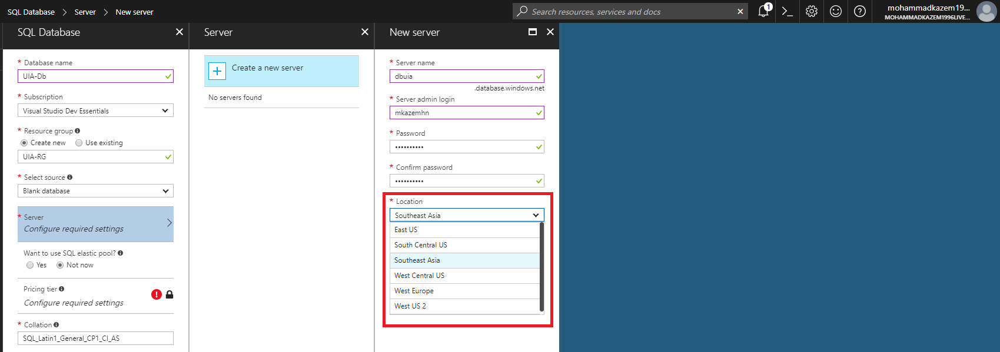 SQL Database > Server > New server
Search resources, services and docs
1
mohammadkazem19...
MOHAMMADKAZEM1996LIVE...
SQL Database
* Database name
UIA-Db
* Subscription
Visual Studio Dev Essentials
* Resource group
Create new Use existing
UIA-RG
* Select source
Blank database
* Server
Configure required settings
Want to use SQL elastic pool?
Yes Not now
Pricing tier
Configure required settings
* Collation
SQL_Latin1_General_CP1_CI_AS
Server
Create a new server
No servers found
New server
* Server name
dbuia
.database.windows.net
* Server admin login
mkazemhn
* Password
••••••••••
* Confirm password
••••••••••
* Location
Southeast Asia
East US
South Central US
Southeast Asia
West Central US
West Europe
West US 2